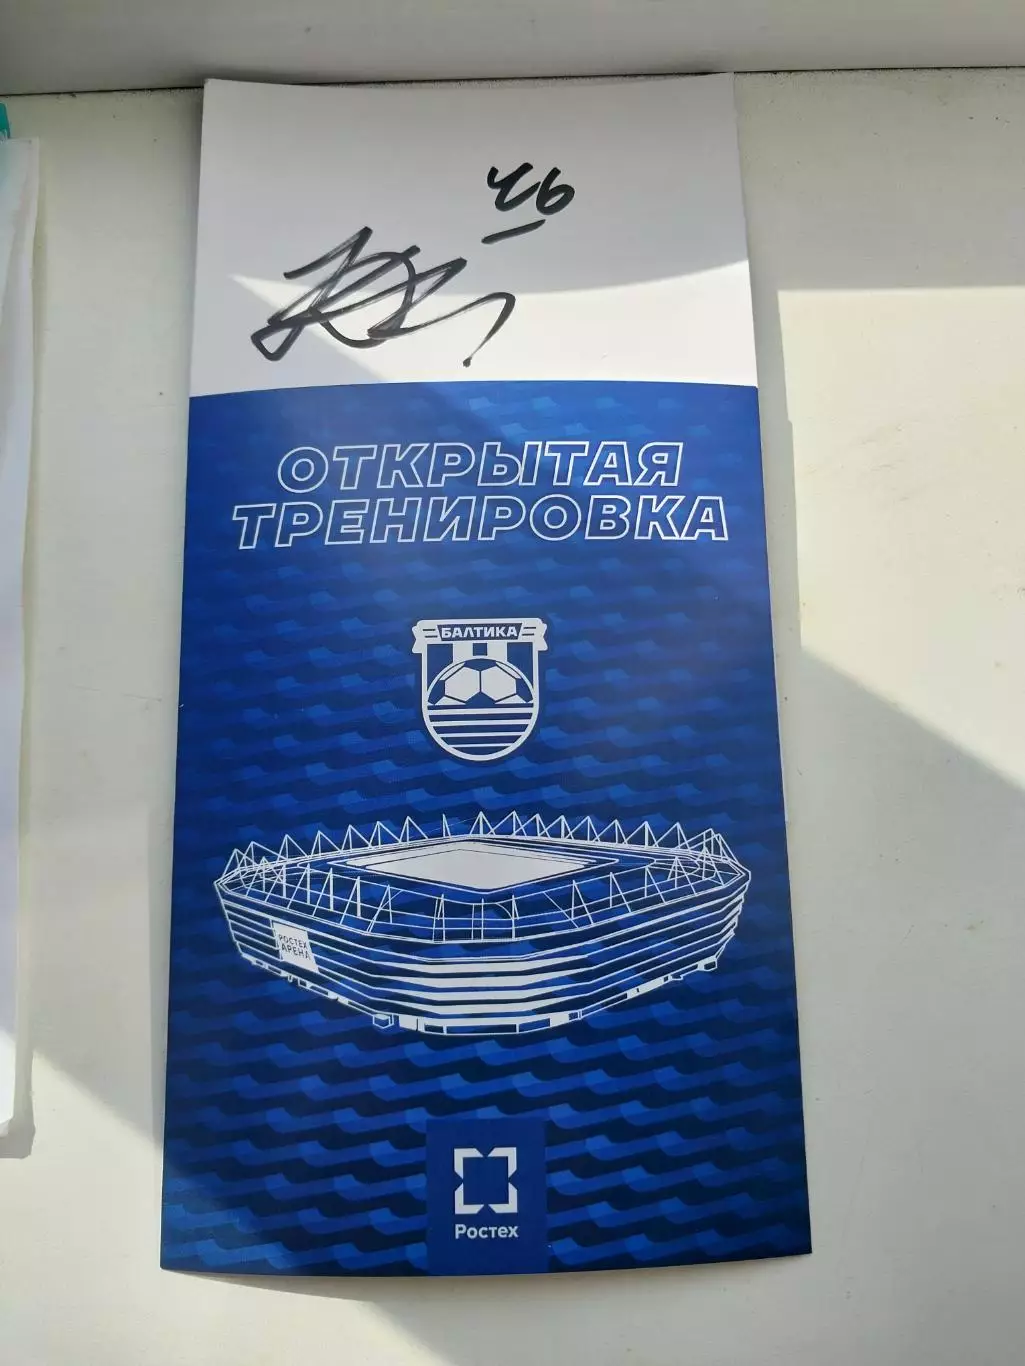 46
ОТКРЫТАЯ
ТРЕНИРОВКА
БАЛТИКА
РОСТЕХ
АРЕНА
Ростех